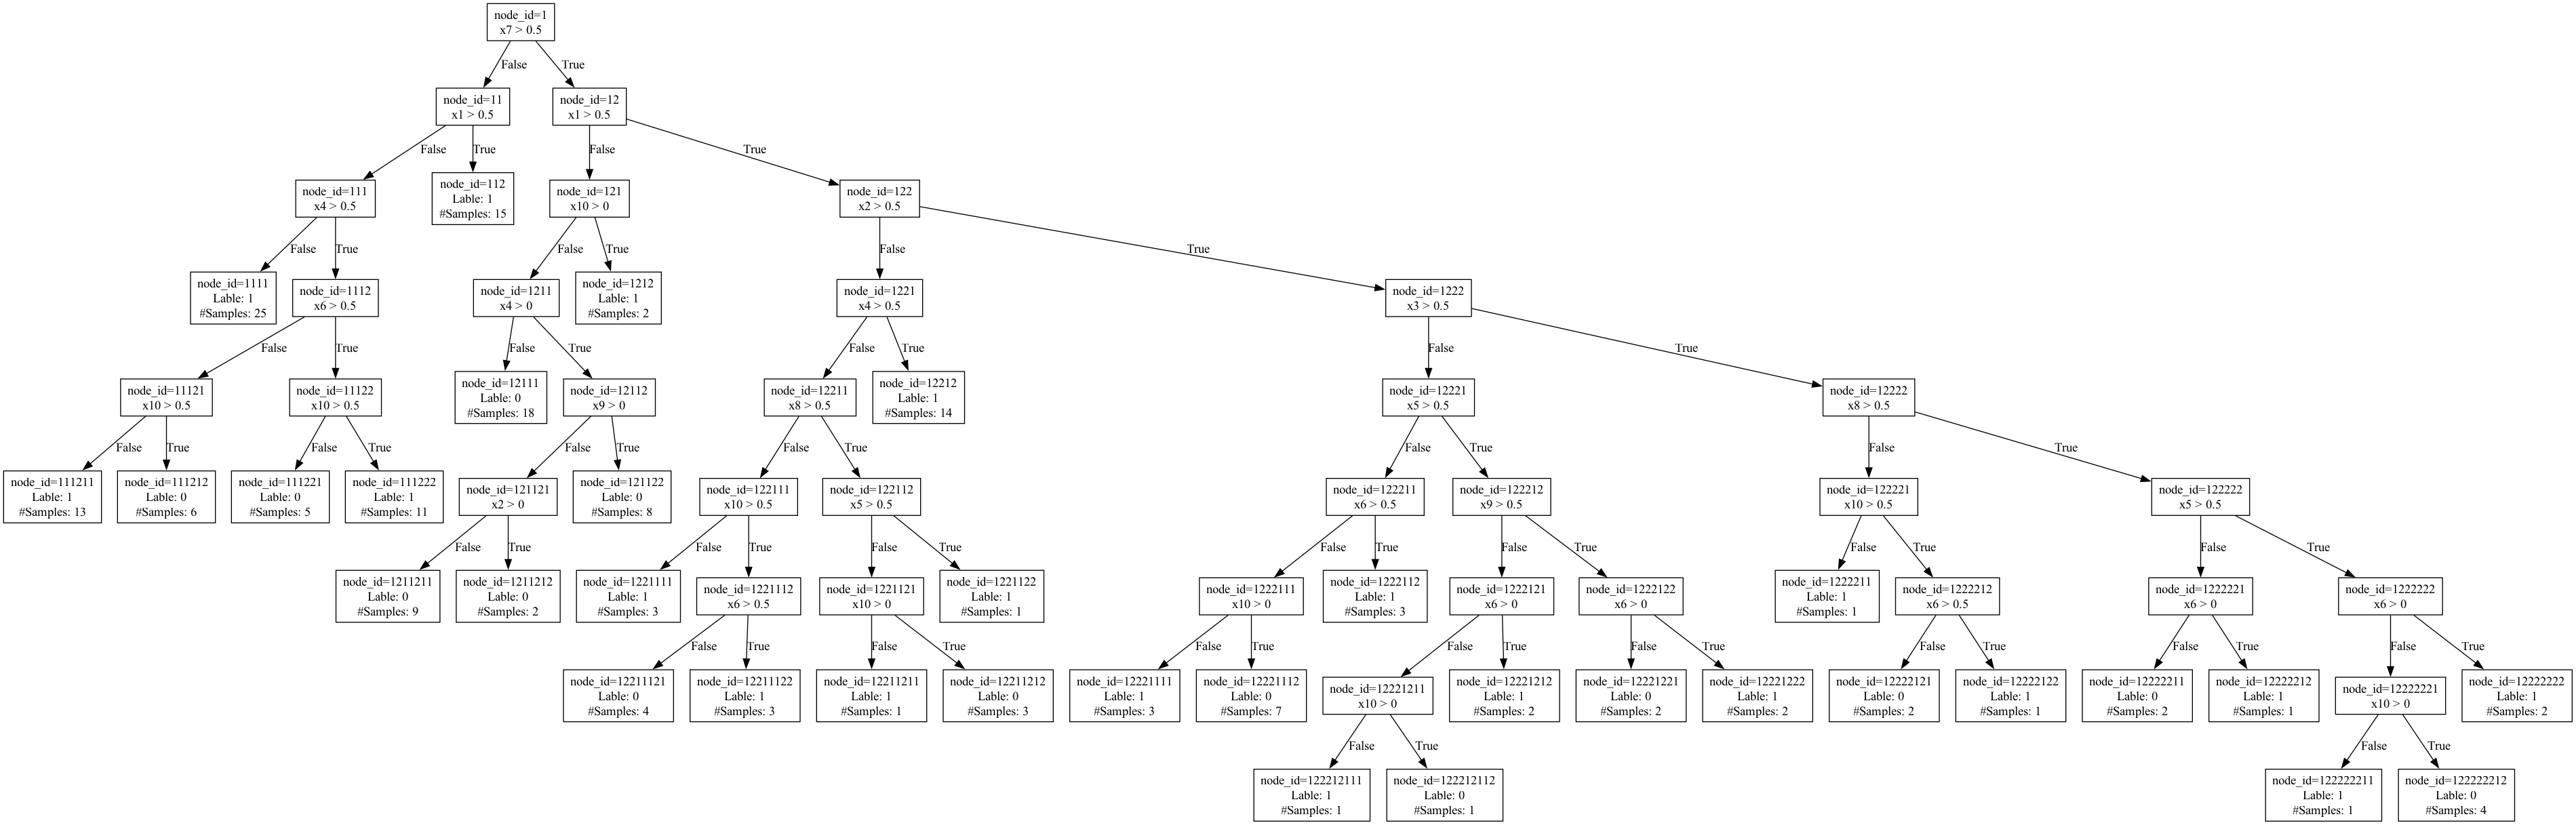 node_id=1
x7 > 0.5
False
True
node_id=11
x1 > 0.5
node_id=12
x1 > 0.5
False
True
False
True
node_id=111
x4 > 0.5
node_id=112
Lable: 1
#Samples: 15
node_id=121
x10 > 0
node_id=122
x2 > 0.5
False
True
False
True
False
True
node_id=1111
Lable: 1
#Samples: 25
node_id=1112
x6 > 0.5
node_id=1211
x4 > 0
node_id=1212
Lable: 1
#Samples: 2
node_id=1221
x4 > 0.5
node_id=1222
x3 > 0.5
False
True
False
True
False
True
False
True
node_id=11121
x10 > 0.5
node_id=11122
x10 > 0.5
node_id=12111
Lable: 0
#Samples: 18
node_id=12112
x9 > 0
node_id=12211
x8 > 0.5
node_id=12212
Lable: 1
#Samples: 14
node_id=12221
x5 > 0.5
node_id=12222
x8 > 0.5
False
True
False
True
False
True
False
True
False
True
False
True
node_id=111211
Lable: 1
#Samples: 13
node_id=111212
Lable: 0
#Samples: 6
node_id=111221
Lable: 0
#Samples: 5
node_id=111222
Lable: 1
#Samples: 11
node_id=121121
x2 > 0
node_id=121122
Lable: 0
#Samples: 8
node_id=122111
x10 > 0.5
node_id=122112
x5 > 0.5
node_id=122211
x6 > 0.5
node_id=122212
x9 > 0.5
node_id=122221
x10 > 0.5
node_id=122222
x5 > 0.5
False
True
False
True
False
True
False
True
False
True
False
True
False
True
node_id=1211211
Lable: 0
#Samples: 9
node_id=1211212
Lable: 0
#Samples: 2
node_id=1221111
Lable: 1
#Samples: 3
node_id=1221112
x6 > 0.5
node_id=1221121
x10 > 0
node_id=1221122
Lable: 1
#Samples: 1
node_id=1222111
x10 > 0
node_id=1222112
Lable: 1
#Samples: 3
node_id=1222121
x6 > 0
node_id=1222122
x6 > 0
node_id=1222211
Lable: 1
#Samples: 1
node_id=1222212
x6 > 0.5
node_id=1222221
x6 > 0
node_id=1222222
x6 > 0
False
True
False
True
False
True
False
True
False
True
False
True
False
True
False
True
node_id=12211121
Lable: 0
#Samples: 4
node_id=12211122
Lable: 1
#Samples: 3
node_id=12211211
Lable: 1
#Samples: 1
node_id=12211212
Lable: 0
#Samples: 3
node_id=12221111
Lable: 1
#Samples: 3
node_id=12221112
Lable: 0
#Samples: 7
node_id=12221211
x10 > 0
node_id=12221212
Lable: 1
#Samples: 2
node_id=12221221
Lable: 0
#Samples: 2
node_id=12221222
Lable: 1
#Samples: 2
node_id=12222121
Lable: 0
#Samples: 2
node_id=12222122
Lable: 1
#Samples: 1
node_id=12222211
Lable: 0
#Samples: 2
node_id=12222212
Lable: 1
#Samples: 1
node_id=12222221
x10 > 0
node_id=12222222
Lable: 1
#Samples: 2
False
True
False
True
node_id=122212111
Lable: 1
#Samples: 1
node_id=122212112
Lable: 0
#Samples: 1
node_id=122222211
Lable: 1
#Samples: 1
node_id=122222212
Lable: 0
#Samples: 4